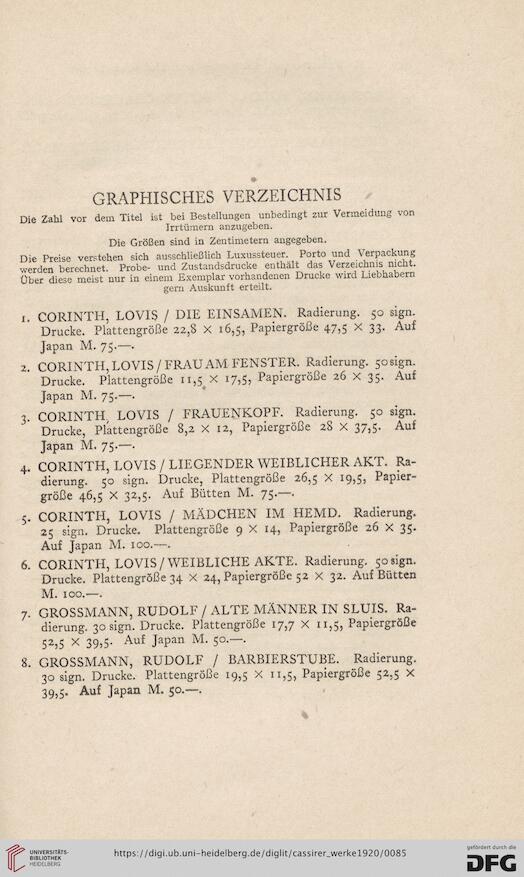 GRAPHISCHES VERZEICHNIS
Die Zahl vor dem Titel ist bei Bestellungen unbedingt zur Vermeidung von
Irrtümern anzugeben.
Die Größen sind in Zentimetern angegeben.
Die Preise verstehen sich ausschließlich Luxussteuer. Porto und Verpackung
werden berechnet. Probe- und Zustandsdrucke enthält das Verzeichnis nicht.
Über diese meist nur in einem Exemplar vorhandenen Drucke wird Liebhabern
gern Auskunft erteilt.
1. CORINTH, LOVIS / DIE EINSAMEN. Radierung. 50 sign.
Drucke. Plattengröße 22,8 × 16,5, Papiergröße 47,5 × 33. Auf
Japan M. 75.—.
2. CORINTH, LOVIS / FRAU AM FENSTER. Radierung. 50 sign.
Drucke. Plattengröße 11,5 × 17,5, Papiergröße 26 × 35. Auf
Japan M. 75.—.
3. CORINTH, LOVIS / FRAUENKOPF. Radierung. 50 sign.
Drucke, Plattengröße 8,2 × 12, Papiergröße 28 × 37,5. Auf
Japan M. 75.—.
4. CORINTH, LOVIS / LIEGENDER WEIBLICHER AKT. Ra-
dierung. 50 sign. Drucke, Plattengröße 26,5 × 19,5, Papier-
größe 46,5 × 32,5. Auf Bütten M. 75.—.
5. CORINTH, LOVIS / MÄDCHEN IM HEMD. Radierung.
25 sign. Drucke. Plattengröße 9 × 14, Papiergröße 26 × 35.
Auf Japan M. 100.—.
6. CORINTH, LOVIS / WEIBLICHE AKTE. Radierung. 50 sign.
Drucke. Plattengröße 34 × 24, Papiergröße 52 × 32. Auf Bütten
M. 100.—.
7. GROSSMANN, RUDOLF / ALTE MÄNNER IN SLUIS. Ra-
dierung. 30 sign. Drucke. Plattengröße 17,7 × 11,5, Papiergröße
52,5 × 39,5. Auf Japan M. 50.—.
8. GROSSMANN, RUDOLF / BARBIERSTUBE. Radierung.
30 sign. Drucke. Plattengröße 19,5 × 11,5, Papiergröße 52,5 ×
39,5. Auf Japan M. 50.—.
UNIVERSITÄTS-
BIBLIOTHEK
HEIDELBERG
https://digi.ub.uni-heidelberg.de/diglit/cassirer_werke1920/0085
gefördert durch die
DFG